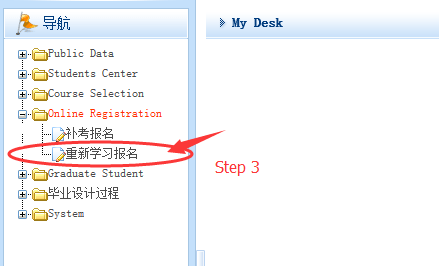 导航
My Desk
Public Data
Students Center
Course Selection
Online Registration
补考报名
重新学习报名
Step 3
Graduate Student
毕业设计过程
System